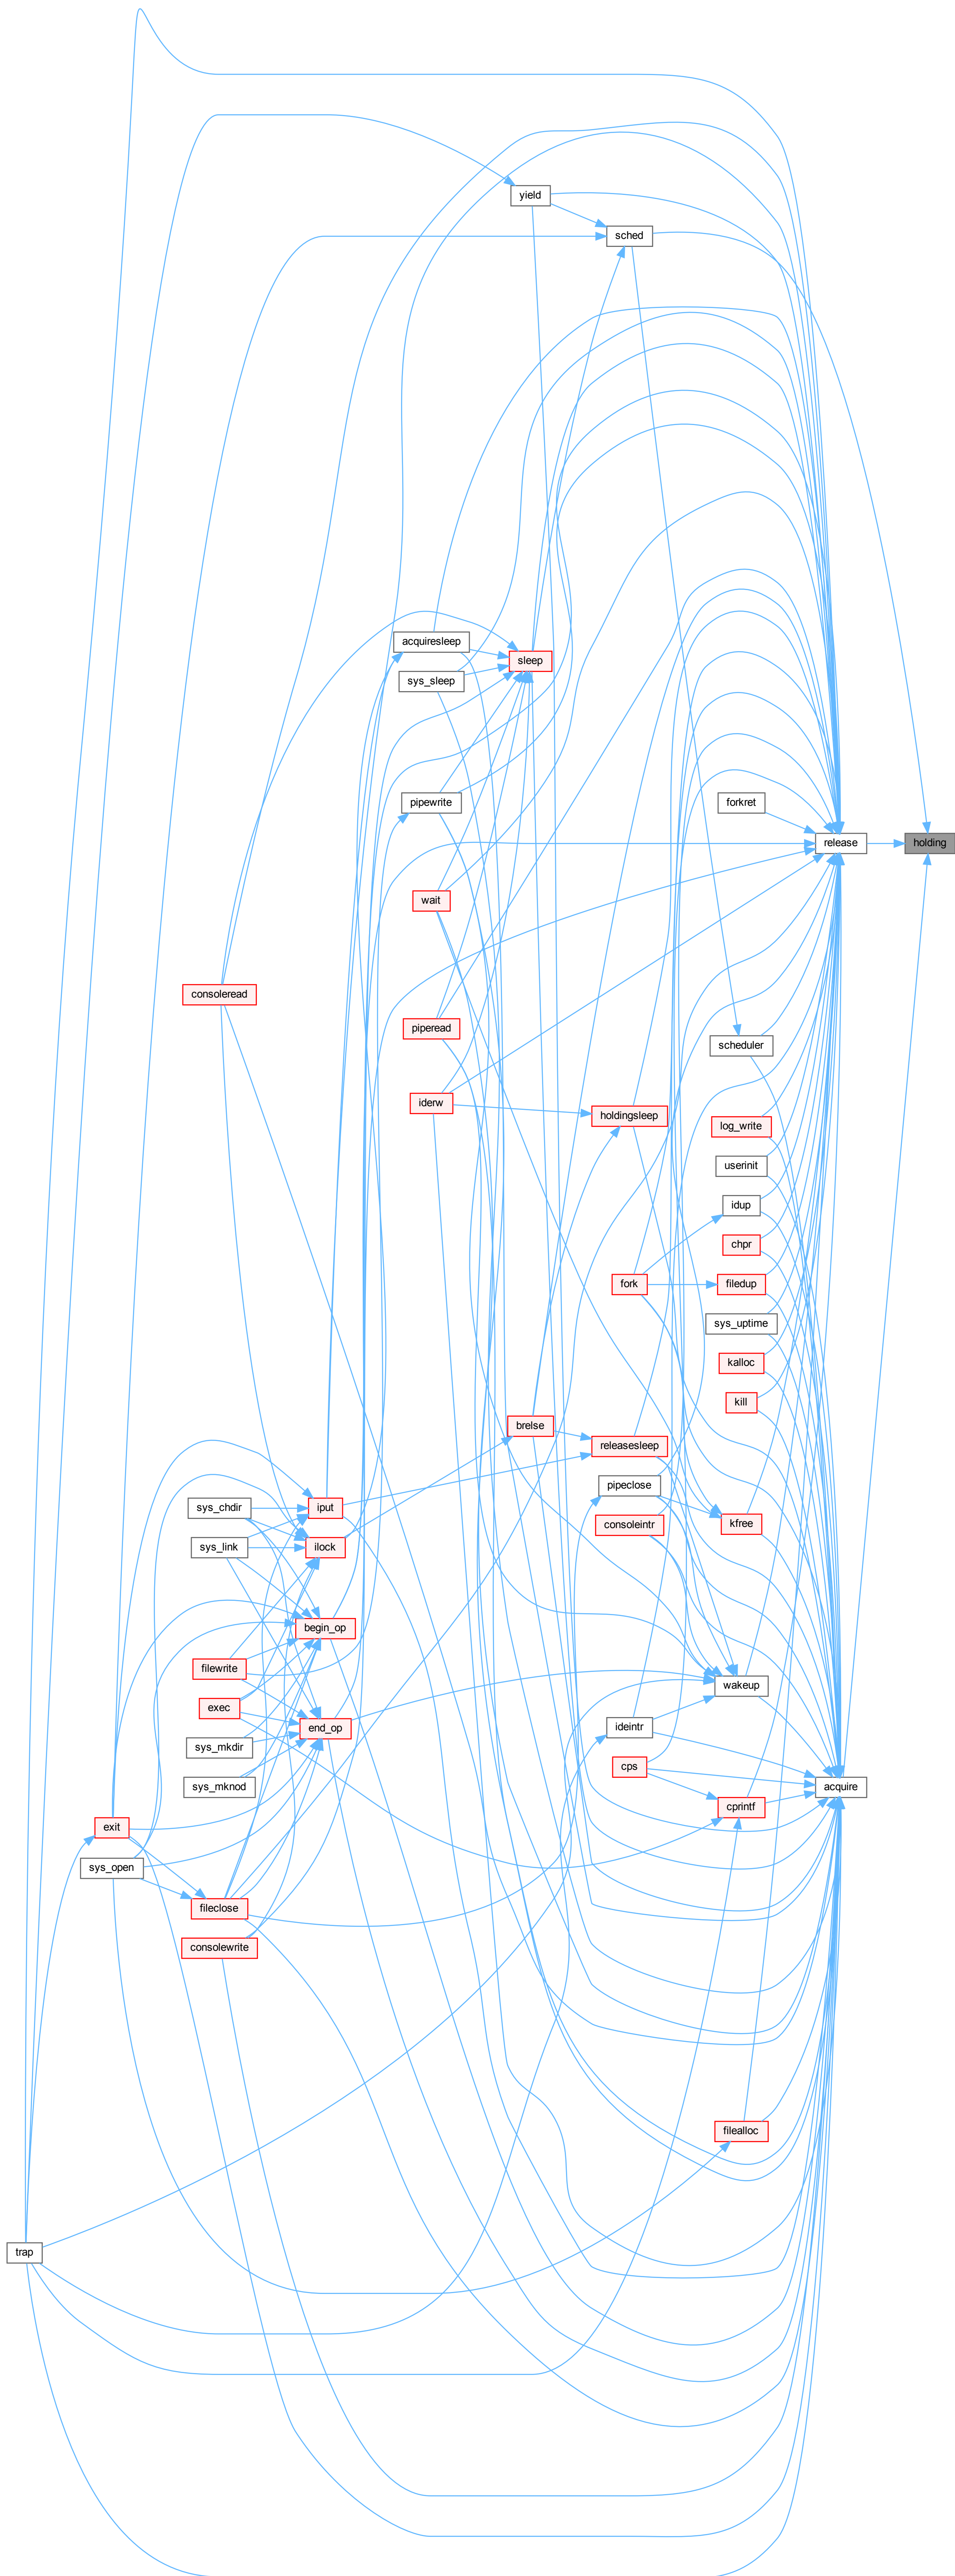 yield
sched
acquiresleep
sleep
sys_sleep
pipewrite
forkret
release
holding
wait
consoleread
piperead
scheduler
iderw
holdingsleep
log_write
userinit
idup
chpr
fork
filedup
sys_uptime
kalloc
kill
brelse
releasesleep
pipeclose
iput
sys_chdir
consoleintr
kfree
sys_link
ilock
begin_op
filewrite
wakeup
exec
end_op
ideintr
sys_mkdir
cps
sys_mknod
acquire
cprintf
exit
sys_open
fileclose
consolewrite
filealloc
trap